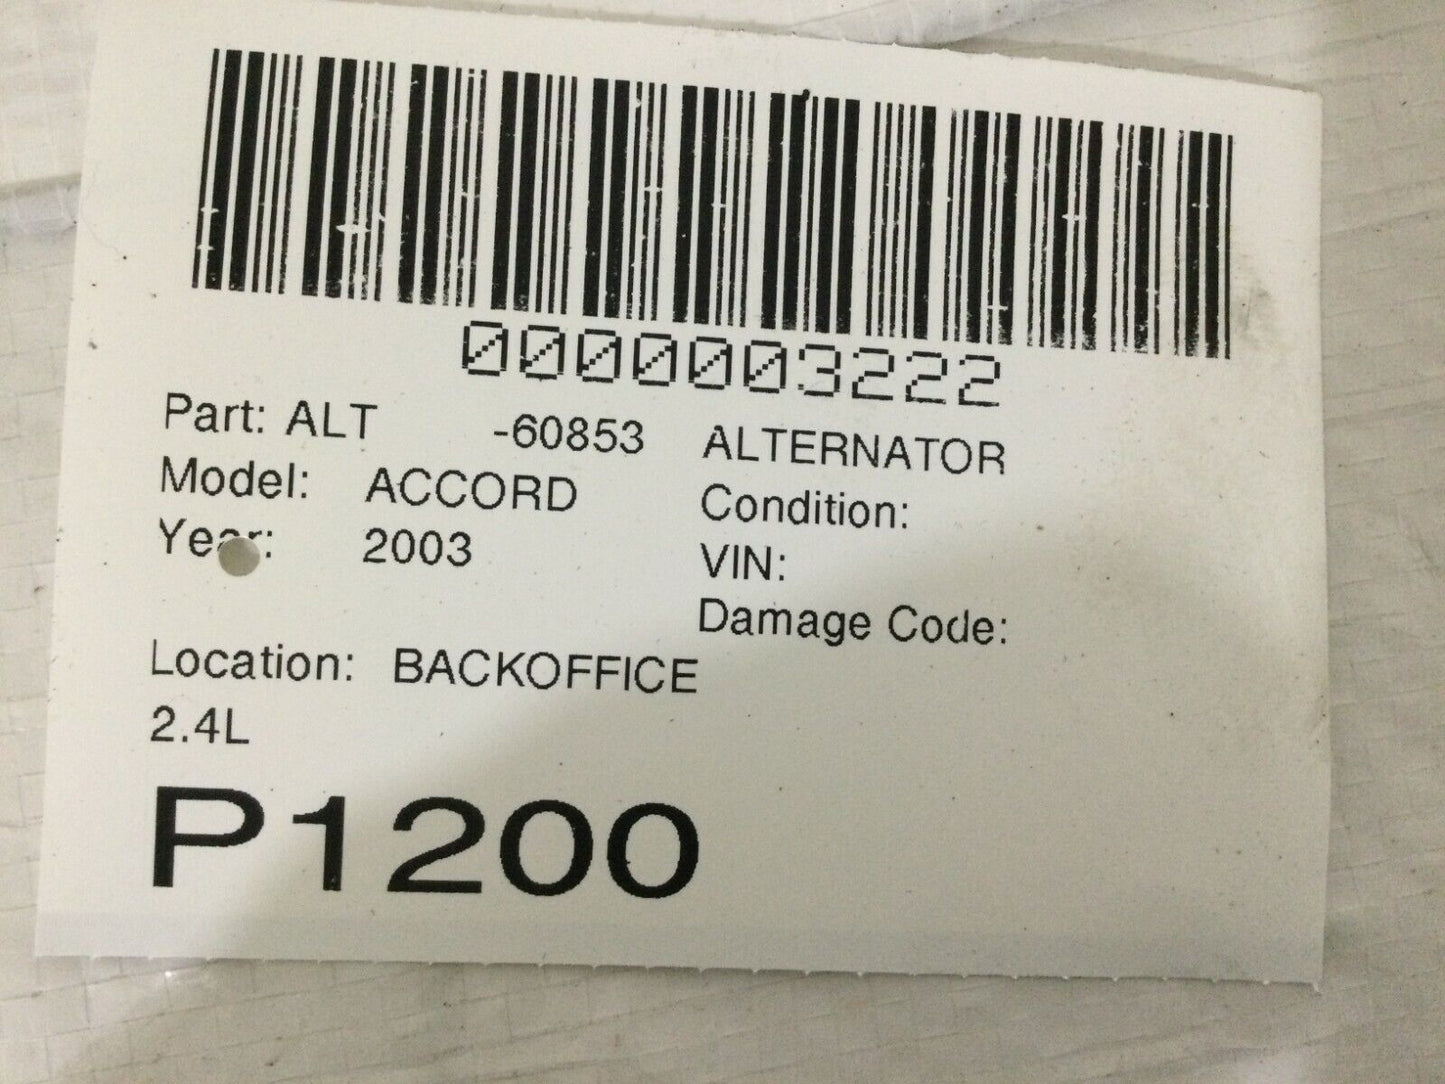 0000003222
Part: ALT -60853 ALTERNATOR
Model: ACCORD Condition:
Year: 2003 VIN:
Damage Code:
Location: BACKOFFICE
2.4L
P1200